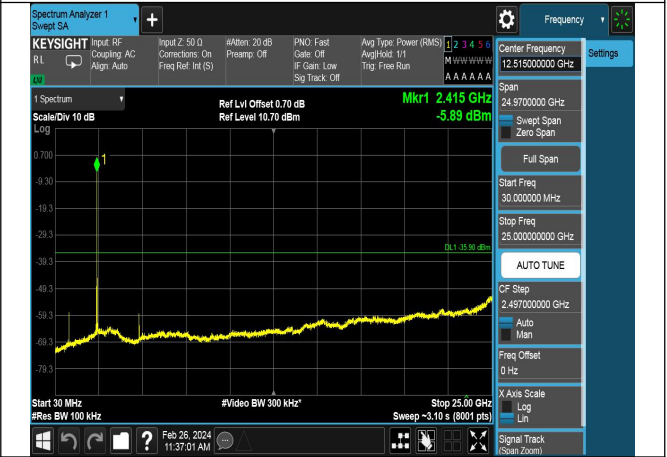 Spectrum Analyzer 1
Swept SA
+
Frequency
KEYSIGHT
RL
Input: RF
Coupling: AC
Align: Auto
Input Z: 50 Ω
Corrections: On
Freq Ref: Int (S)
#Atten: 20 dB
Preamp: Off
PNO: Fast
Gate: Off
IF Gain: Low
Sig Track: Off
Avg Type: Power (RMS)
Avg|Hold: 1/1
Trig: Free Run
1 2 3 4 5 6
M W W W W W
A A A A A A
1 Spectrum
Scale/Div 10 dB
Log
Ref Lvl Offset 0.70 dB
Ref Level 10.70 dBm
Mkr1 2.415 GHz
-5.89 dBm
1
0.700
-9.30
-19.3
-29.3
-39.3
-49.3
-59.3
-69.3
-79.3
DL1 -35.90 dBm
Start 30 MHz
#Res BW 100 kHz
#Video BW 300 kHz*
Stop 25.00 GHz
Sweep ~3.10 s (8001 pts)
Center Frequency
12.515000000 GHz
Settings
Span
24.9700000 GHz
Swept Span
Zero Span
Full Span
Start Freq
30.000000 MHz
Stop Freq
25.000000000 GHz
AUTO TUNE
CF Step
2.497000000 GHz
Auto
Man
Freq Offset
0 Hz
X Axis Scale
Log
Lin
Signal Track
(Span Zoom)
?
Feb 26, 2024
11:37:01 AM